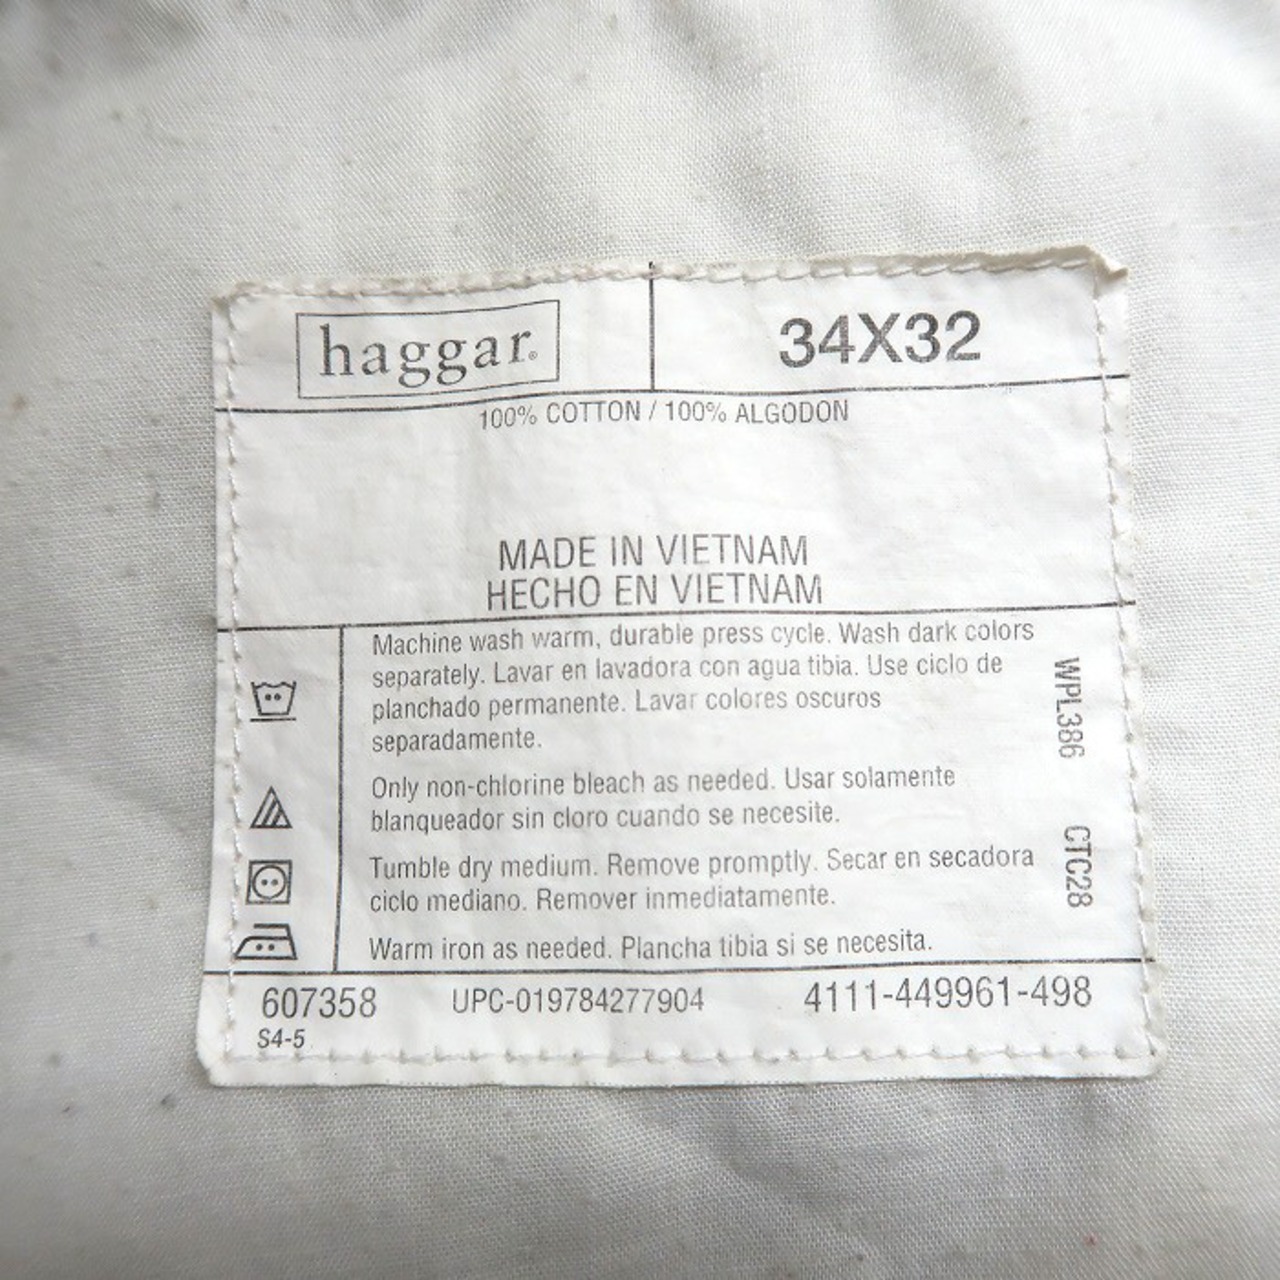 haggar®
34X32
100% COTTON / 100% ALGODON
MADE IN VIETNAM
HECHO EN VIETNAM
Machine wash warm, durable press cycle. Wash dark colors
separately. Lavar en lavadora con agua tibia. Use ciclo de
planchado permanente. Lavar colores oscuros
separadamente.
Only non-chlorine bleach as needed. Usar solamente
blanqueador sin cloro cuando se necesite.
Tumble dry medium. Remove promptly. Secar en secadora
ciclo mediano. Remover inmediatamente.
Warm iron as needed. Plancha tibia si se necesita.
WPL386
CTC28
607358
UPC-019784277904
4111-449961-498
S4-5